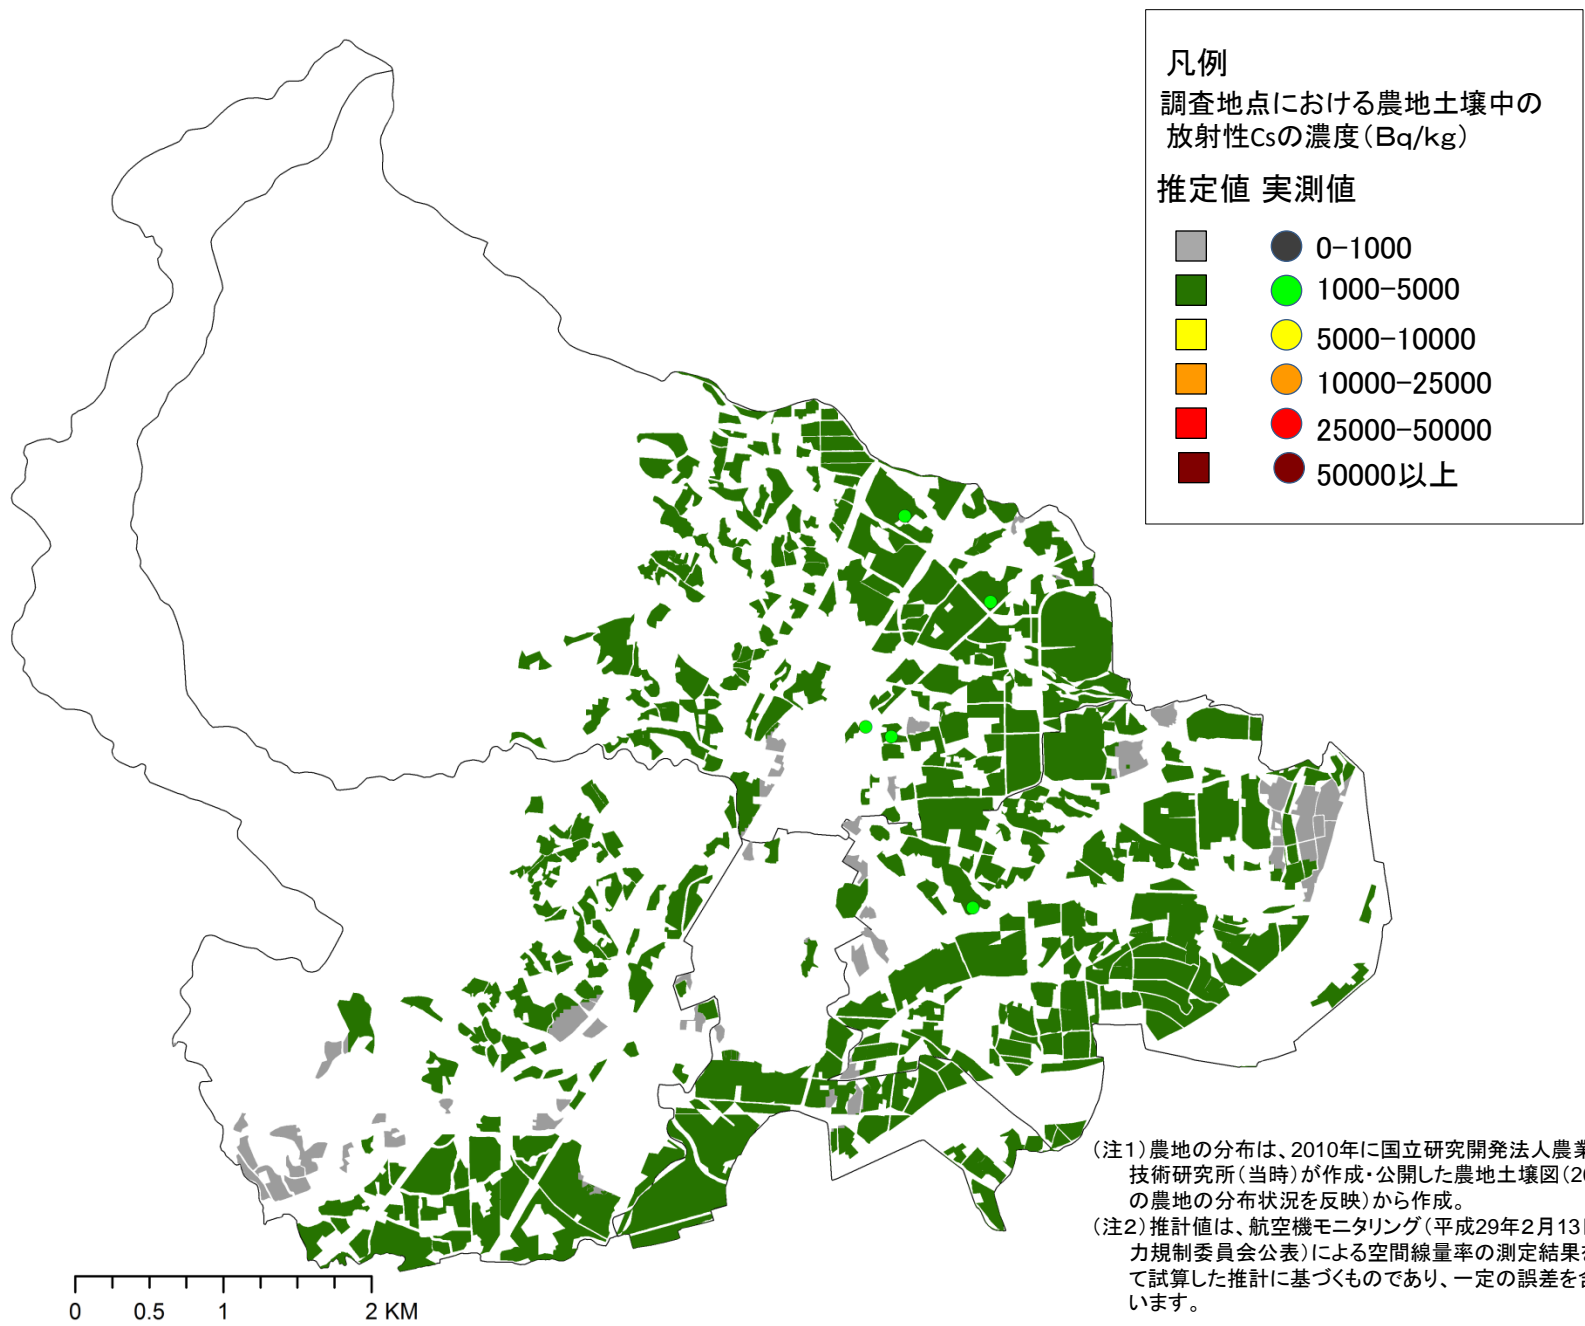 凡例
調査地点における農地土壌中の
放射性Csの濃度(Bq/kg)
推定値 実測値
0-1000
1000-5000
5000-10000
10000-25000
25000-50000
50000以上
(注1)農地の分布は、2010年に国立研究開発法人農業
技術研究所(当時)が作成・公開した農地土壌図(20
の農地の分布状況を反映)から作成。
(注2)推計値は、航空機モニタリング(平成29年2月13日
力規制委員会公表)による空間線量率の測定結果を
て試算した推計に基づくものであり、一定の誤差を含
います。
0 0.5 1 2 KM